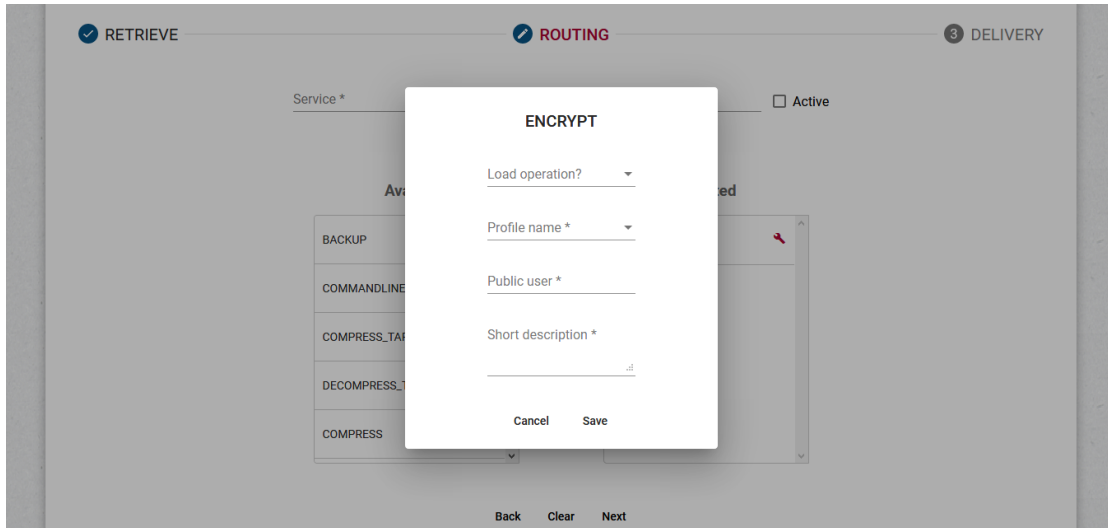 RETRIEVE
ROUTING
3 DELIVERY
Service *
Active
ENCRYPT
Load operation?
Profile name *
Public user *
Short description *
Cancel Save
BACKUP
COMMANDLINE
COMPRESS
Back Clear Next